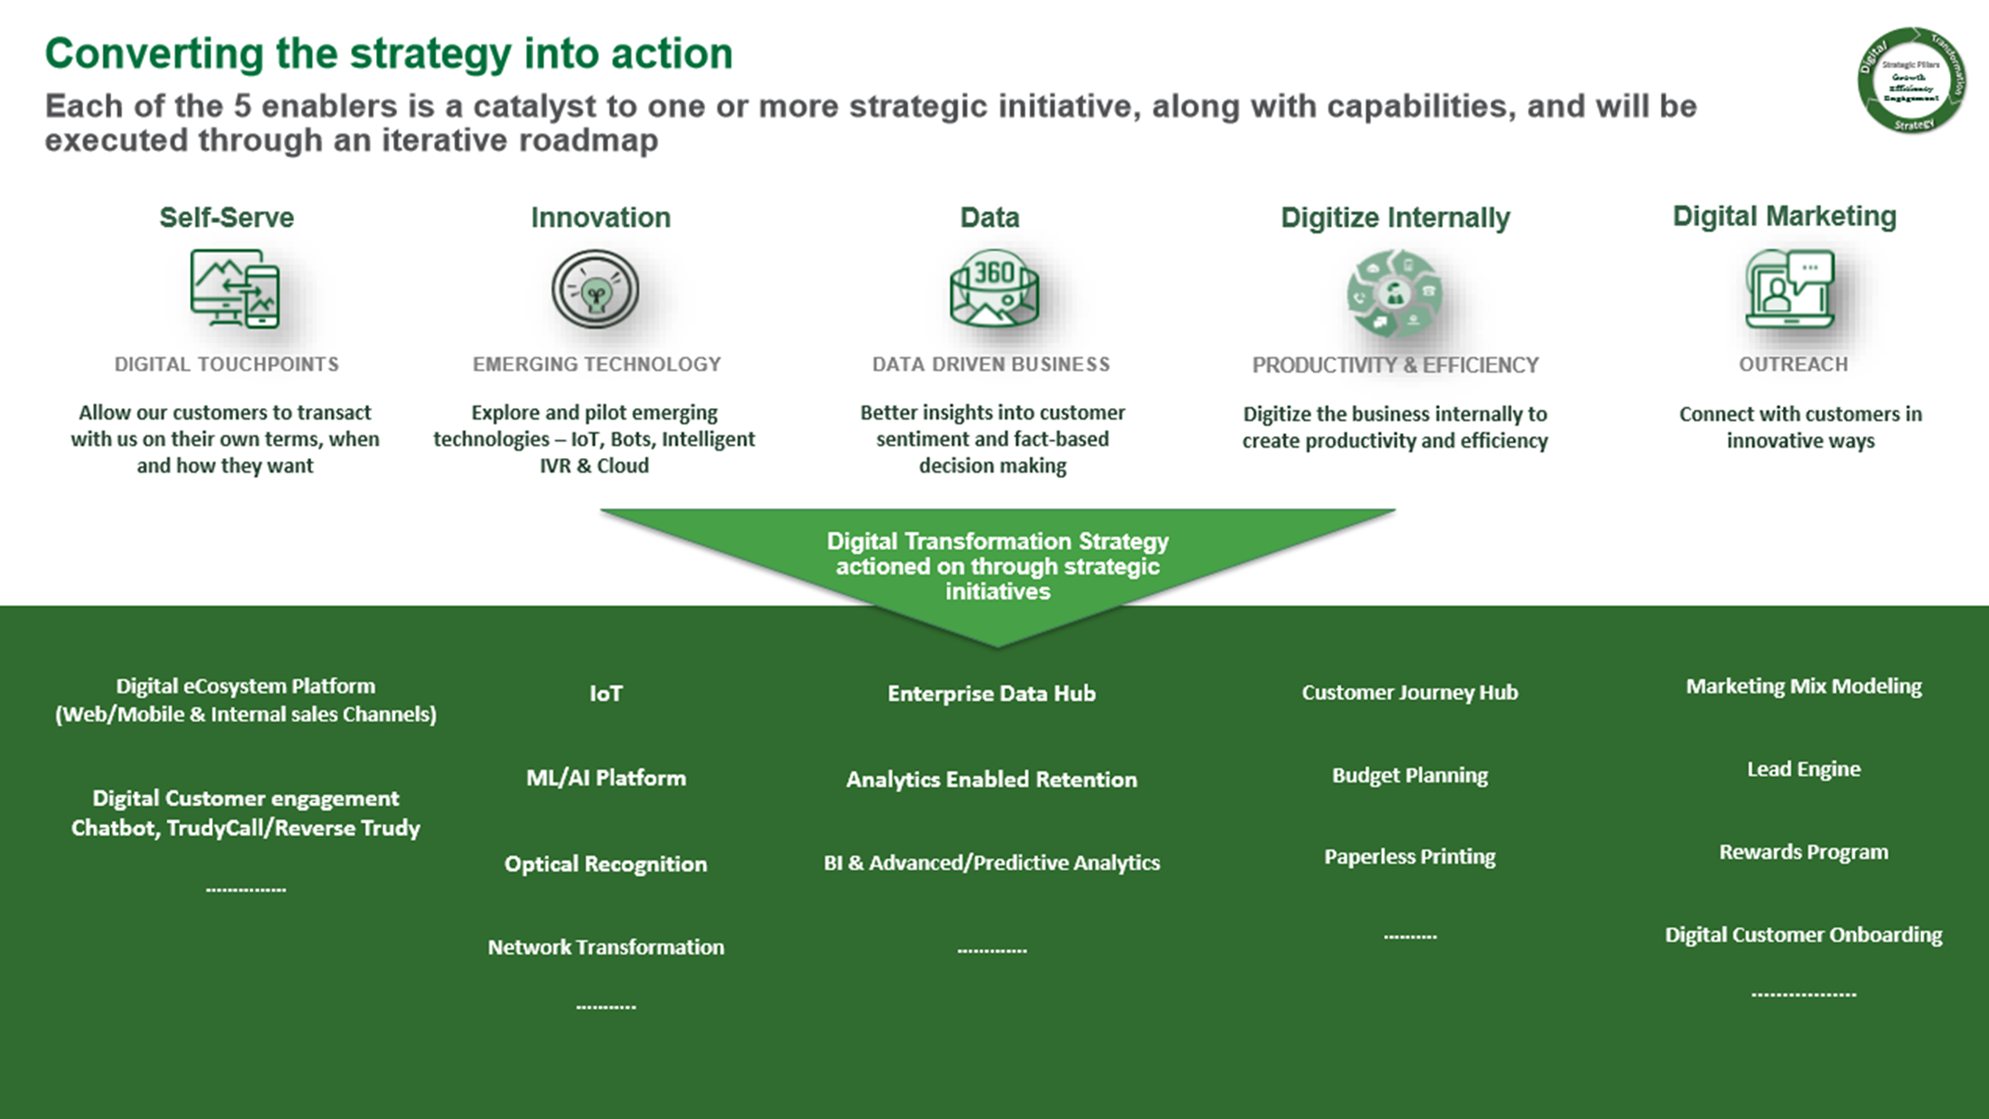 Converting the strategy into action
Each of the 5 enablers is a catalyst to one or more strategic initiative, along with capabilities, and will be
executed through an iterative roadmap
Digital
Transformation
Strategy
Strategic Pillars
Growth
Efficiency
Engagement
Self-Serve
DIGITAL TOUCHPOINTS
Allow our customers to transact
with us on their own terms, when
and how they want
Innovation
EMERGING TECHNOLOGY
Explore and pilot emerging
technologies – IoT, Bots, Intelligent
IVR & Cloud
Data
360
DATA DRIVEN BUSINESS
Better insights into customer
sentiment and fact-based
decision making
Digitize Internally
PRODUCTIVITY & EFFICIENCY
Digitize the business internally to
create productivity and efficiency
Digital Marketing
OUTREACH
Connect with customers in
innovative ways
Digital Transformation Strategy
actioned on through strategic
initiatives
Digital eCosystem Platform
(Web/Mobile & Internal sales Channels)
Digital Customer engagement
Chatbot, TrudyCall/Reverse Trudy
...............
IoT
ML/AI Platform
Optical Recognition
Network Transformation
...........
Enterprise Data Hub
Analytics Enabled Retention
BI & Advanced/Predictive Analytics
.............
Customer Journey Hub
Budget Planning
Paperless Printing
..........
Marketing Mix Modeling
Lead Engine
Rewards Program
Digital Customer Onboarding
.................